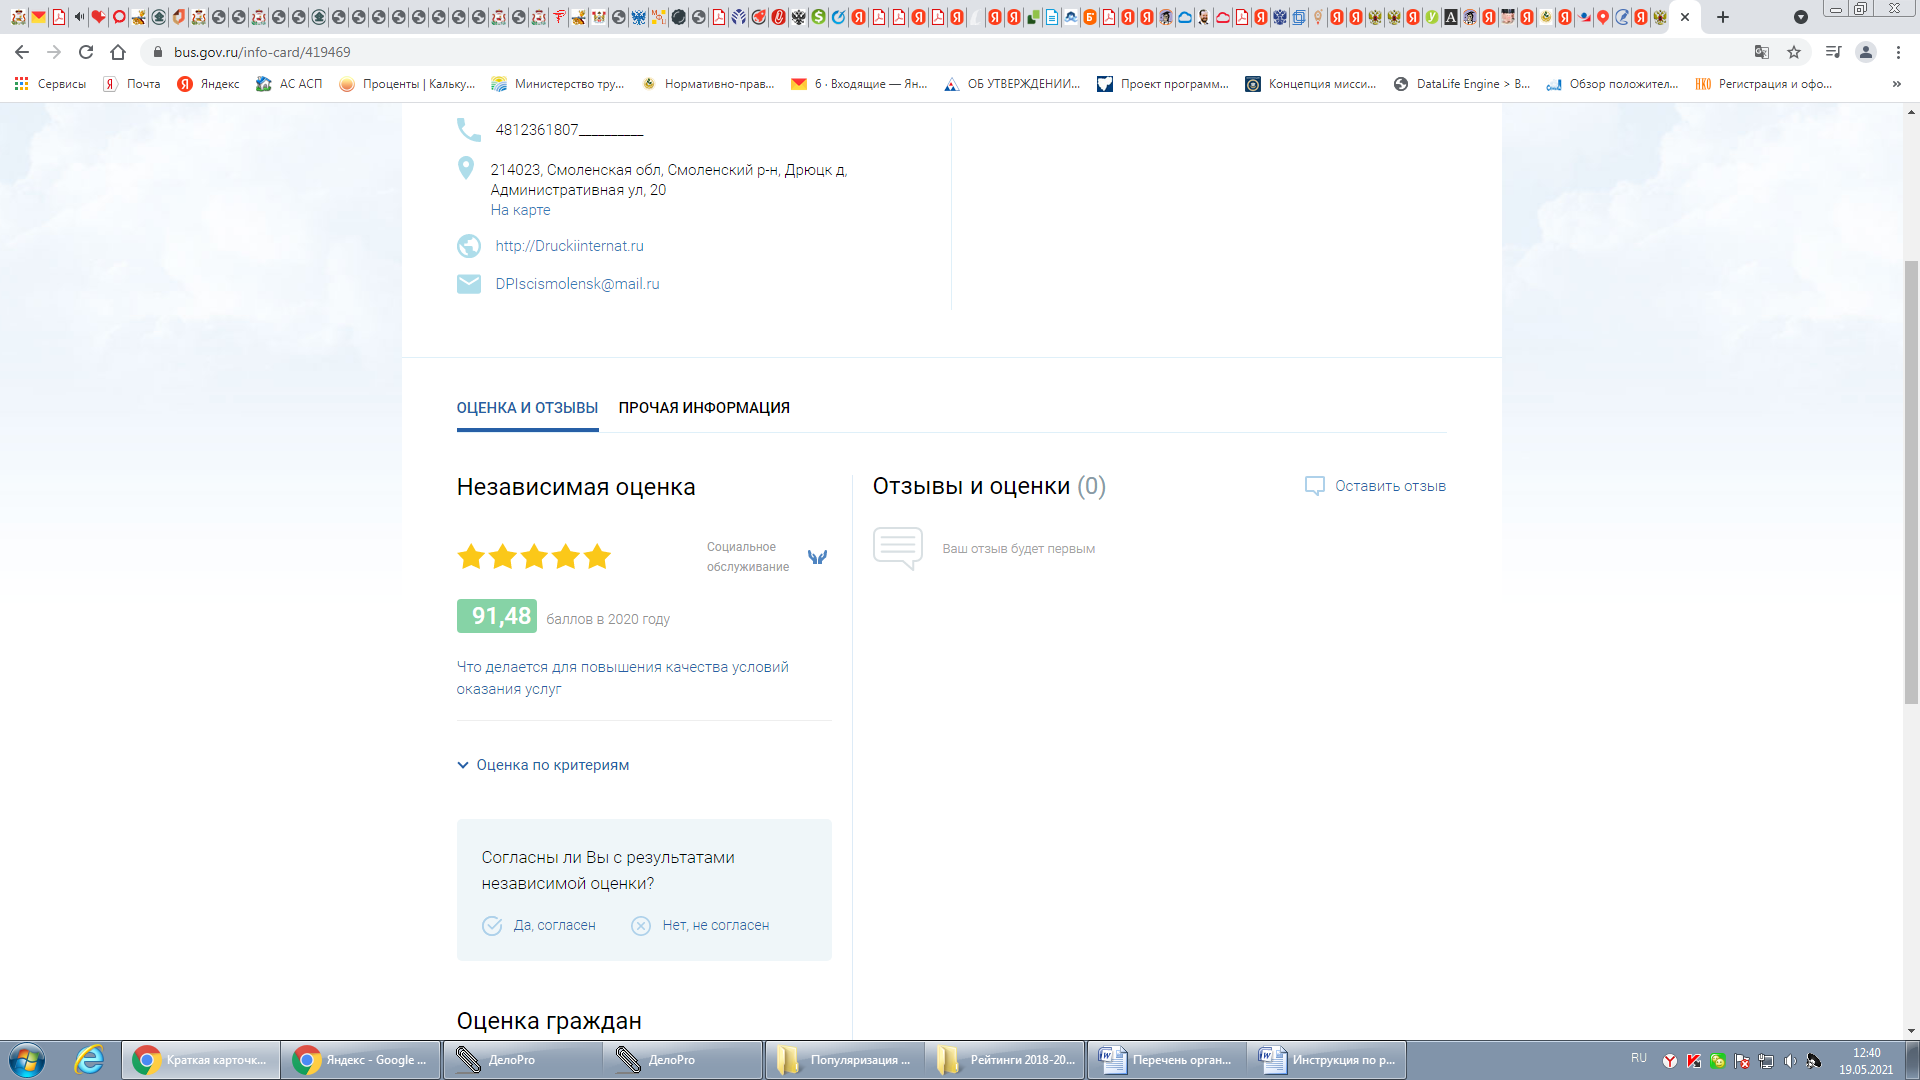 bus.gov.ru/info-card/419469
Сервисы
Почта
Яндекс
АС АСП
Проценты | Кальку...
Министерство тру...
Нормативно-прав...
6 · Входящие — Ян...
ОБ УТВЕРЖДЕНИИ...
Проект программ...
Концепция мисси...
DataLife Engine > В...
Обзор положител...
НКО
Регистрация и офо...
»
4812361807__________
214023, Смоленская обл, Смоленский р-н, Дрюцк д,
Административная ул, 20
На карте
http://Druckiinternat.ru
DPIscismolensk@mail.ru
ОЦЕНКА И ОТЗЫВЫ
ПРОЧАЯ ИНФОРМАЦИЯ
Независимая оценка
Отзывы и оценки (0)
Оставить отзыв
Социальное
обслуживание
Ваш отзыв будет первым
91,48 баллов в 2020 году
Что делается для повышения качества условий
оказания услуг
Оценка по критериям
Согласны ли Вы с результатами
независимой оценки?
Да, согласен
Нет, не согласен
Оценка граждан
Краткая карточк...
Яндекс - Google ...
ДелоPro
ДелоPro
Популяризация ...
Рейтинги 2018-20...
Перечень орган...
Инструкция по р...
RU
12:40
19.05.2021